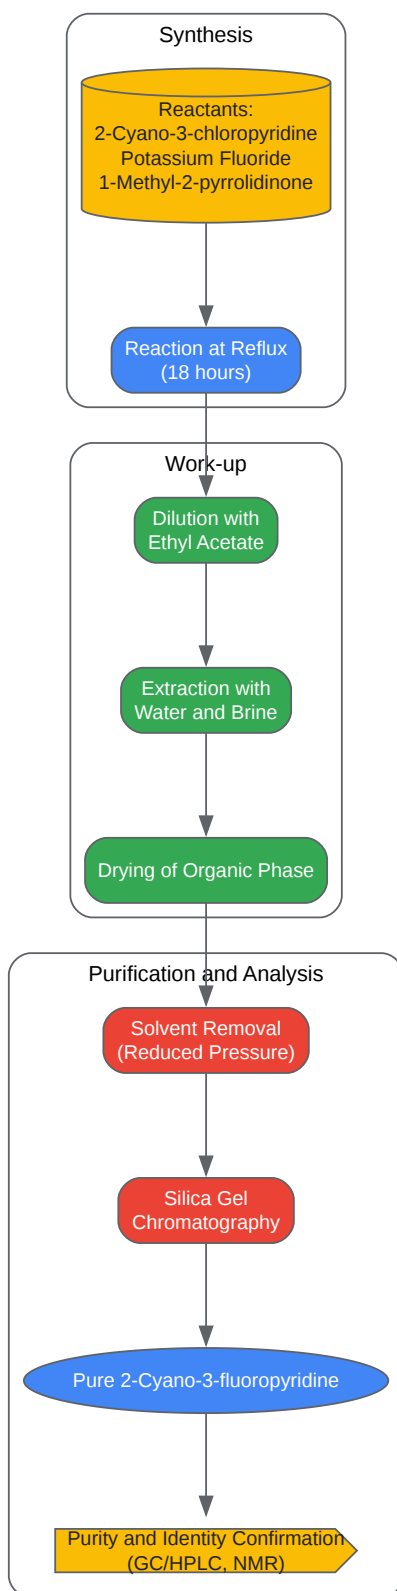 Synthesis
Reactants:
2-Cyano-3-chloropyridine
Potassium Fluoride
1-Methyl-2-pyrrolidinone
Reaction at Reflux
(18 hours)
Work-up
Dilution with
Ethyl Acetate
Extraction with
Water and Brine
Drying of Organic Phase
Purification and Analysis
Solvent Removal
(Reduced Pressure)
Silica Gel
Chromatography
Pure 2-Cyano-3-fluoropyridine
Purity and Identity Confirmation
(GC/HPLC, NMR)